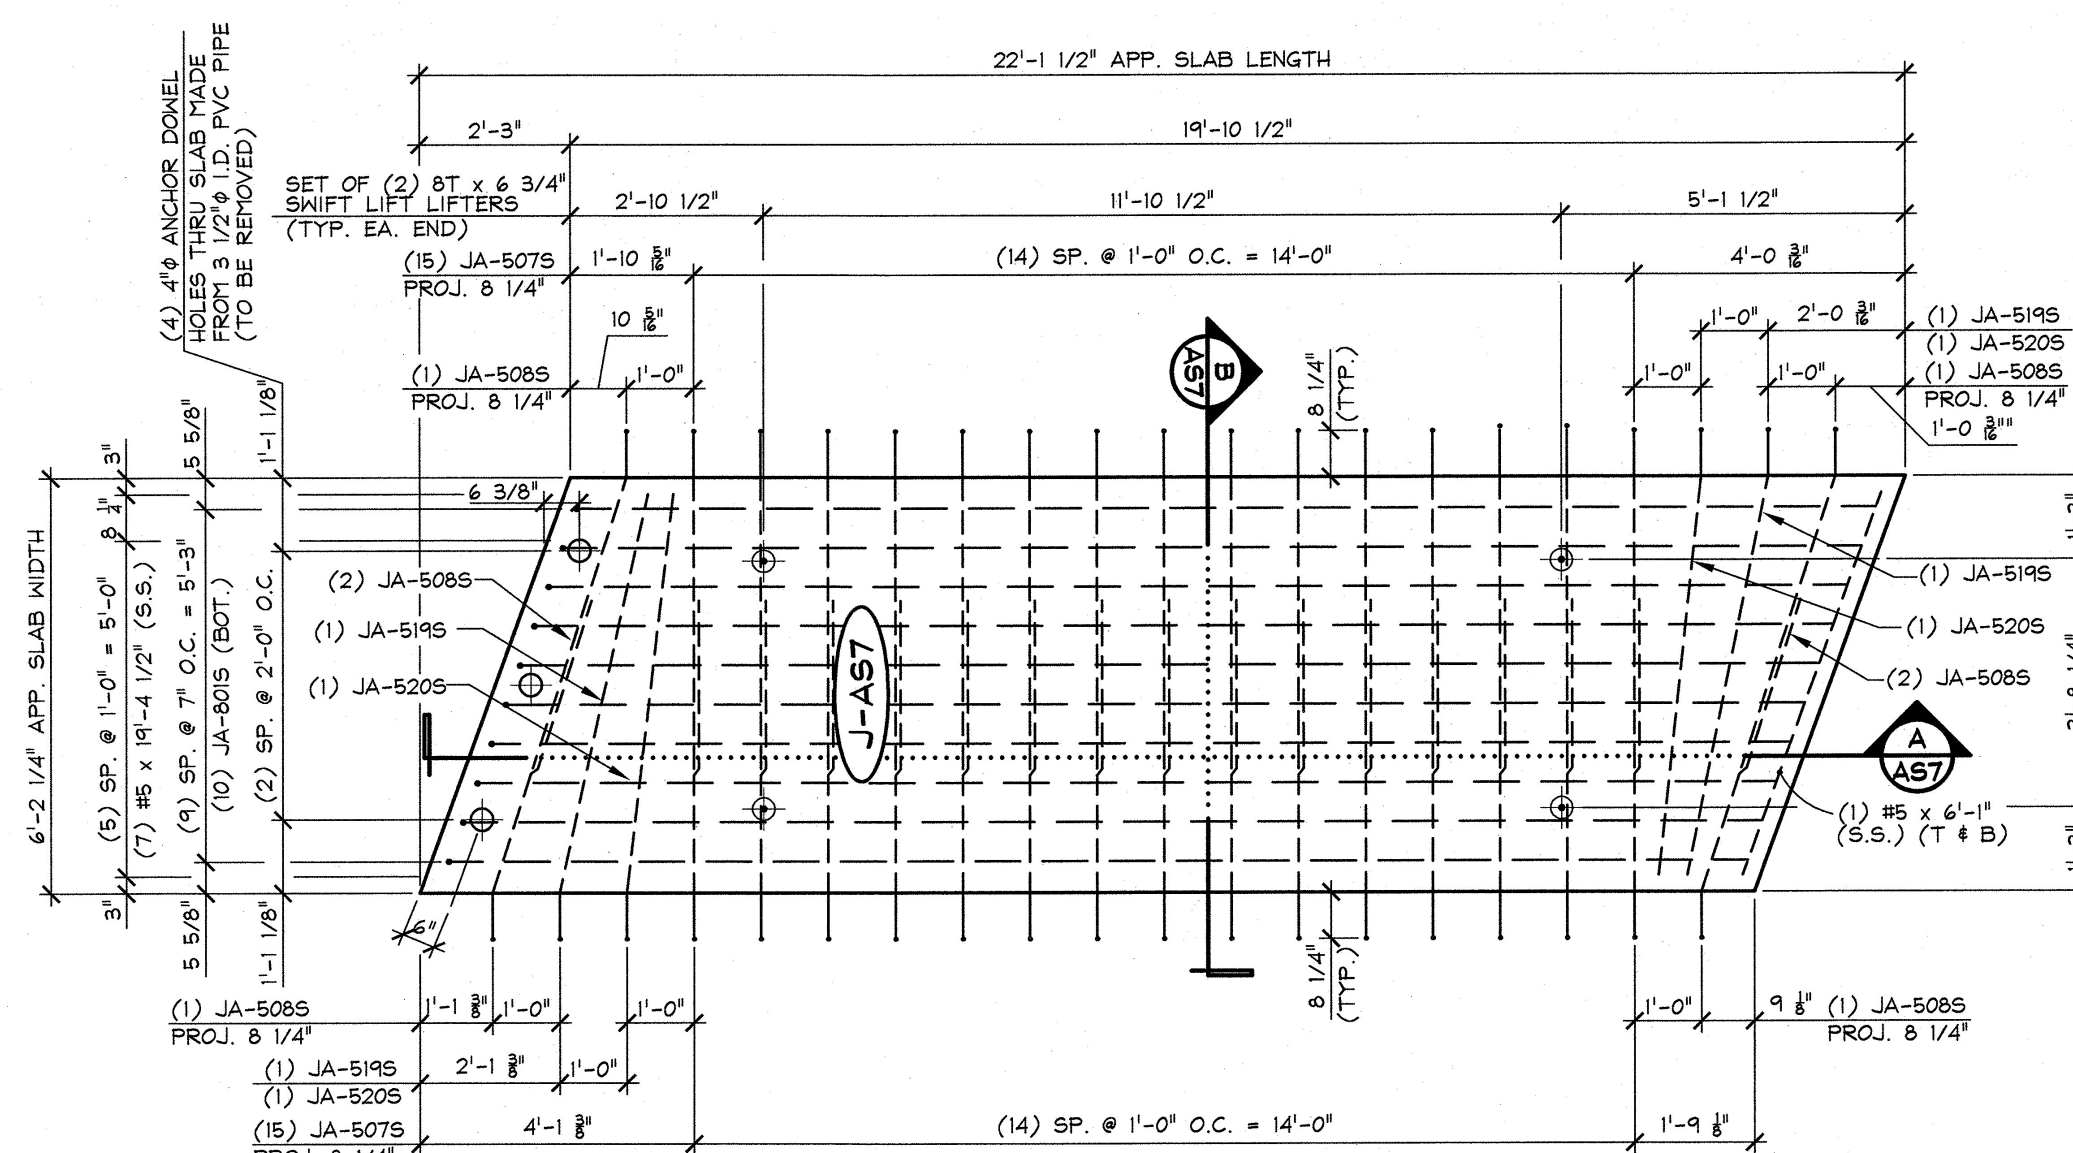 22'-1 1/2" APP. SLAB LENGTH
2'-3"
19'-10 1/2"
(4) 4"ϕ ANCHOR DOWEL
HOLES THRU SLAB MADE
FROM 3 1/2"ϕ I.D. PVC PIPE
(TO BE REMOVED)
SET OF (2) 8T x 6 3/4"
SWIFT LIFT LIFTERS
(TYP. EA. END)
2'-10 1/2"
11'-10 1/2"
5'-1 1/2"
(15) JA-507S
PROJ. 8 1/4"
1'-10 5/16"
(14) SP. @ 1'-0" O.C. = 14'-0"
4'-0 3/16"
10 5/16"
1'-0"
2'-0 3/16"
(1) JA-519S
(1) JA-520S
(1) JA-508S
PROJ. 8 1/4"
(1) JA-508S
PROJ. 8 1/4"
1'-0"
1'-0"
1'-0"
1'-0 3/16""
B
AS7
8 1/4"
(TYP.)
6'-2 1/4" APP. SLAB WIDTH
3"
(5) SP. @ 1'-0" = 5'-0"
8 1/4"
3"
(7) #5 x 19'-4 1/2" (S.S.)
5 5/8"
(9) SP. @ 7" O.C. = 5'-3"
5 5/8"
(10) JA-801S (BOT.)
1'-1 1/8"
(2) SP. @ 2'-0" O.C.
1'-1 1/8"
6 3/8"
(2) JA-508S
(1) JA-519S
(1) JA-520S
J-AS7
(1) JA-519S
(1) JA-520S
(2) JA-508S
A
AS7
(1) #5 x 6'-1"
(S.S.) (T & B)
6"
8 1/4"
(TYP.)
(1) JA-508S
PROJ. 8 1/4"
1'-1 3/8"
1'-0"
1'-0"
1'-0"
9 1/8"
(1) JA-508S
PROJ. 8 1/4"
(1) JA-519S
(1) JA-520S
2'-1 3/8"
1'-0"
(15) JA-507S
4'-1 3/8"
(14) SP. @ 1'-0" O.C. = 14'-0"
1'-9 1/8"